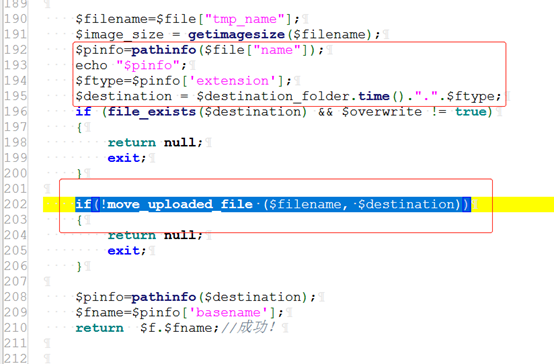 189
190 $filename=$file["tmp_name"];
191 $image_size = getimagesize($filename);
192 $pinfo=pathinfo($file["name"]);
193 echo "$pinfo";
194 $ftype=$pinfo['extension'];
195 $destination = $destination_folder.time().".".$ftype;
196 if (file_exists($destination) && $overwrite != true)
197 {
198 return null;
199 exit;
200 }
201
202 if(!move_uploaded_file ($filename, $destination))
203 {
204 return null;
205 exit;
206 }
207
208 $pinfo=pathinfo($destination);
209 $fname=$pinfo['basename'];
210 return $f.$fname;//成功!
211
212